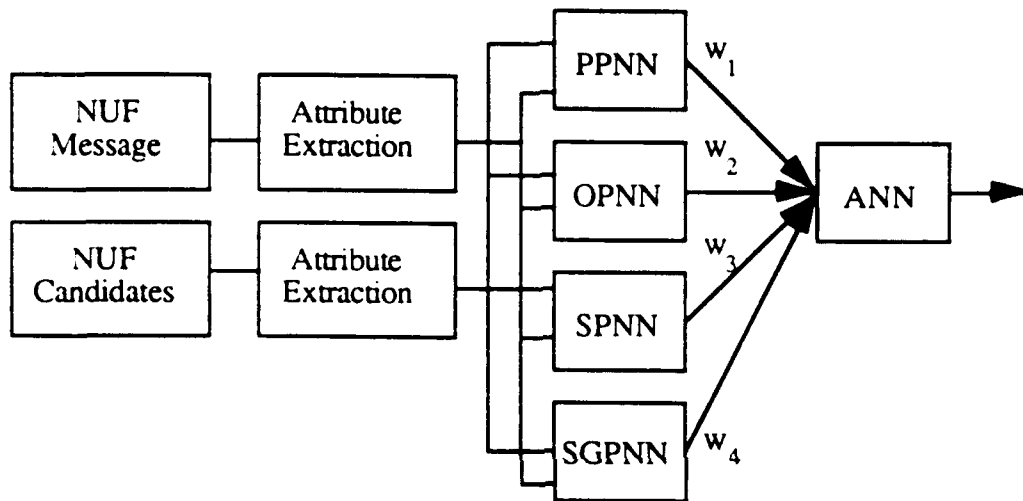 NUF
Message
Attribute
Extraction
NUF
Candidates
Attribute
Extraction
PPNN
OPNN
SPNN
SGPNN
W1
W2
W3
W4
ANN